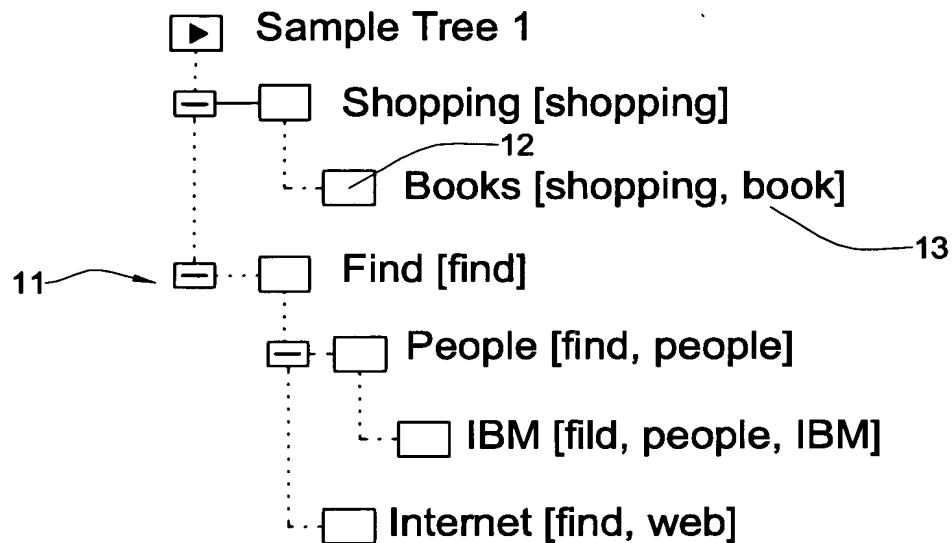 Sample Tree 1
Shopping [shopping]
12
Books [shopping, book]
13
11
Find [find]
People [find, people]
IBM [fild, people, IBM]
Internet [find, web]